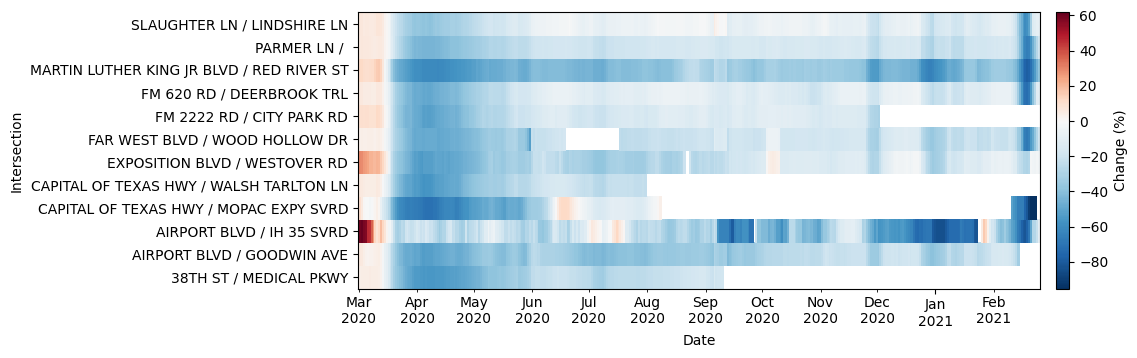 SLAUGHTER LN / LINDSHIRE LN
PARMER LN /
MARTIN LUTHER KING JR BLVD / RED RIVER ST
FM 620 RD / DEERBROOK TRL
FM 2222 RD / CITY PARK RD
FAR WEST BLVD / WOOD HOLLOW DR
EXPOSITION BLVD / WESTOVER RD
CAPITAL OF TEXAS HWY / WALSH TARLTON LN
CAPITAL OF TEXAS HWY / MOPAC EXPY SVRD
AIRPORT BLVD / IH 35 SVRD
AIRPORT BLVD / GOODWIN AVE
38TH ST / MEDICAL PKWY
Intersection
Mar Apr May Jun Jul Aug Sep Oct Nov Dec Jan Feb
2020 2020 2020 2020 2020 2020 2020 2020 2020 2020 2021 2021
Date
60
40
20
0
−20
−40
−60
−80
Change (%)